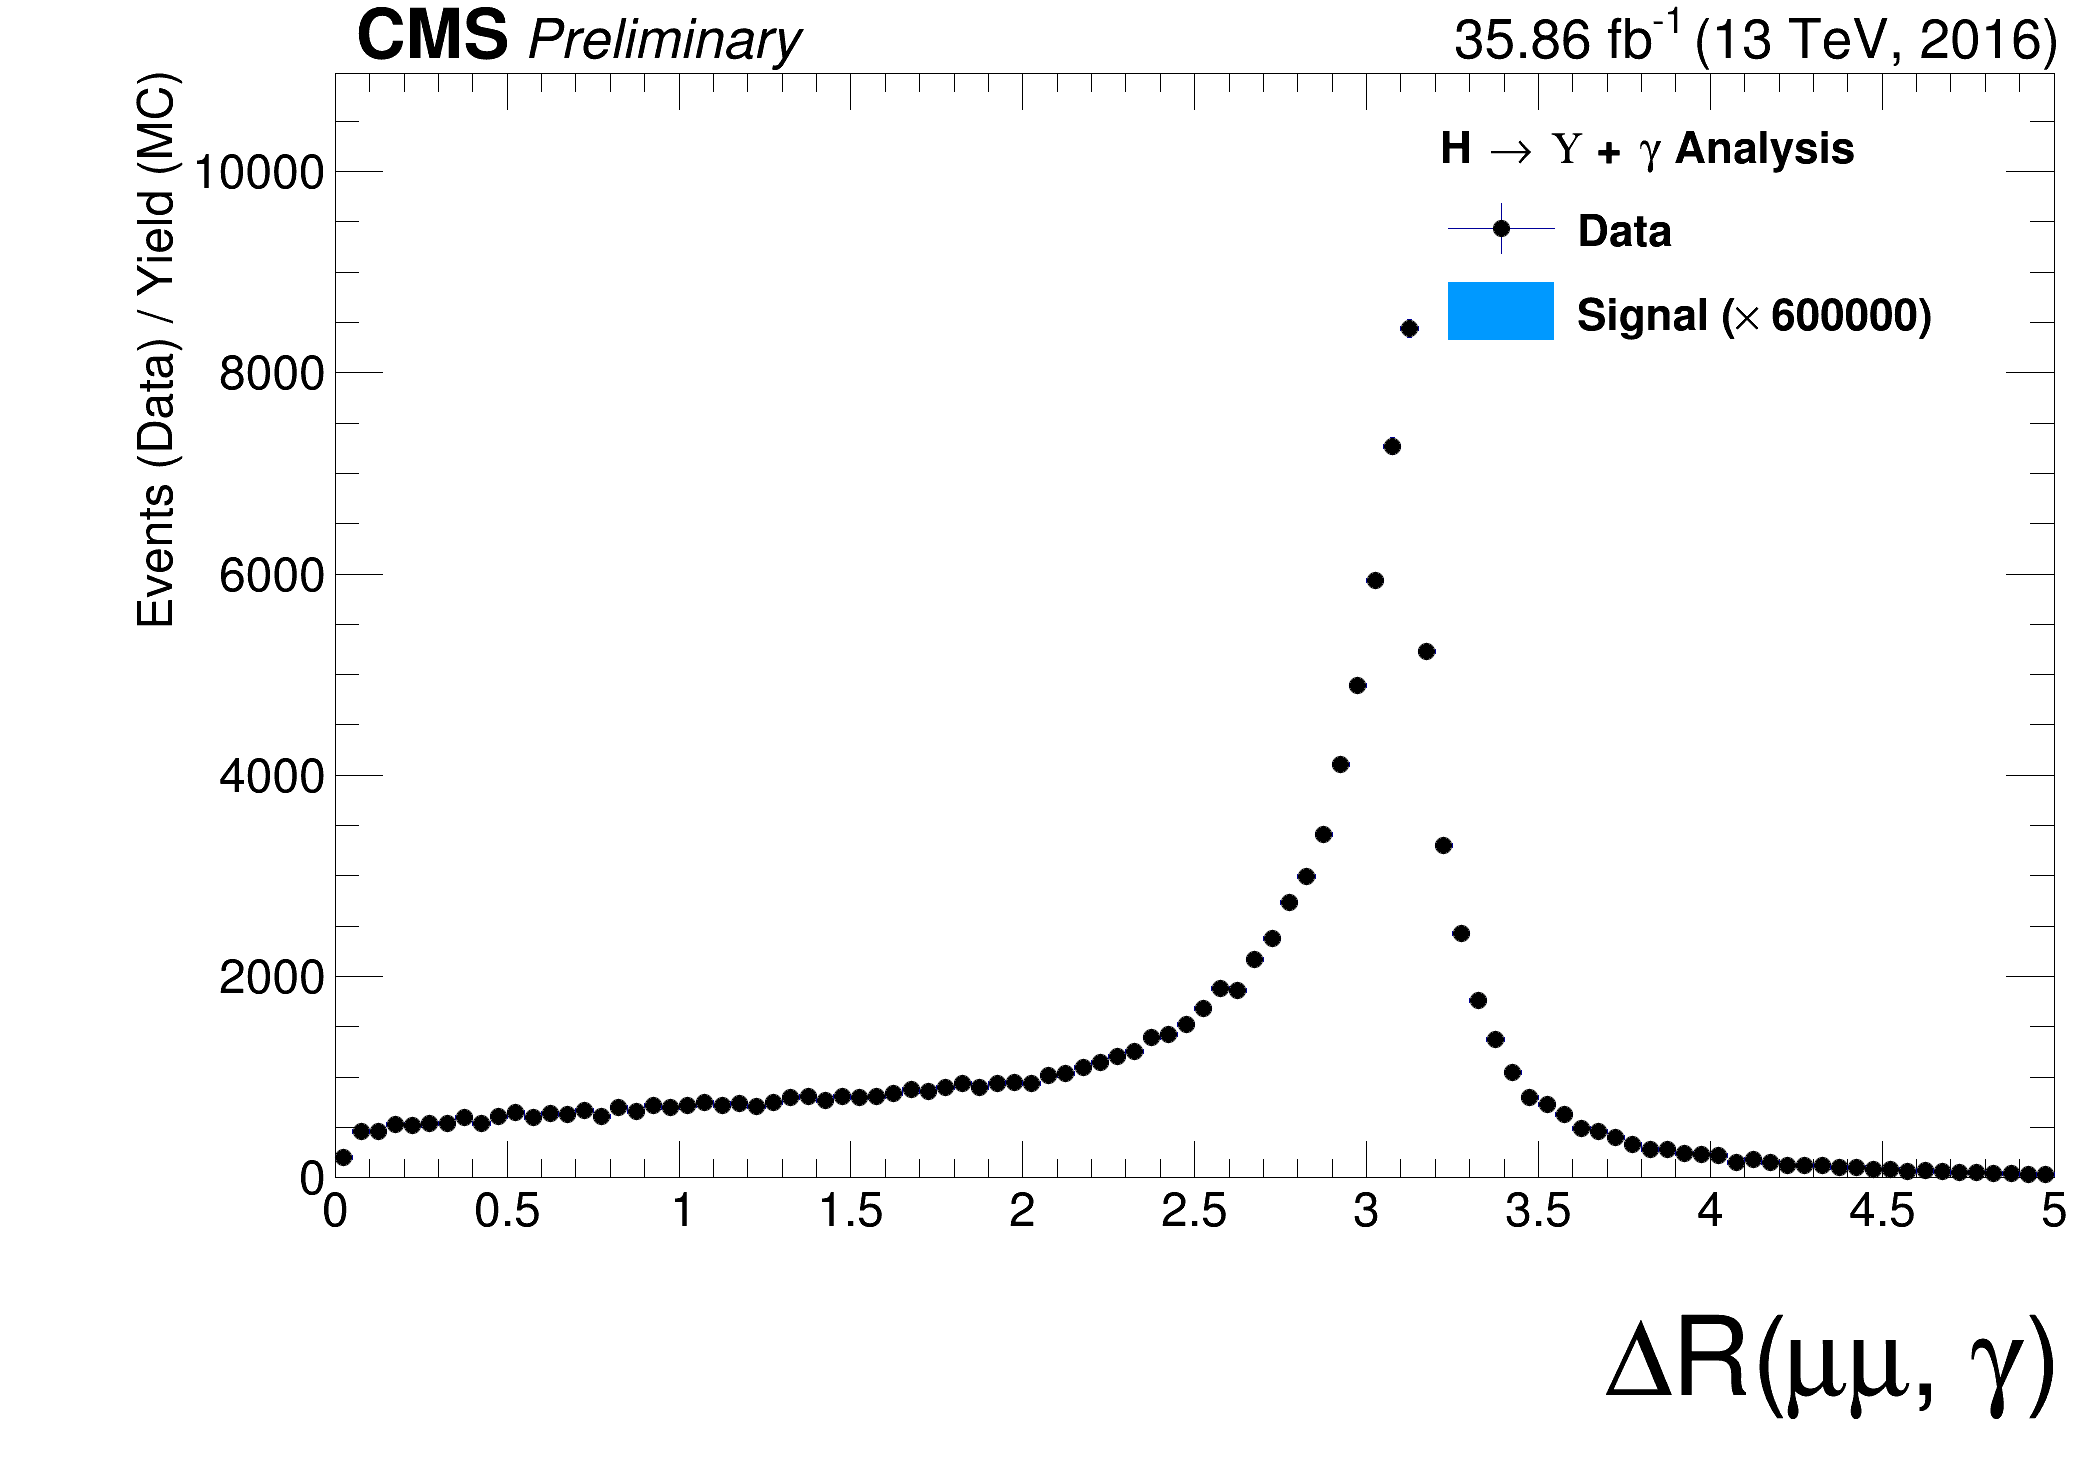 CMS Preliminary 35.86 fb⁻¹ (13 TeV, 2016)
Events (Data) / Yield (MC)
H → Υ + γ Analysis
Data
Signal (× 600000)
10000
8000
6000
4000
2000
0
0 0.5 1 1.5 2 2.5 3 3.5 4 4.5 5
ΔR(μμ, γ)